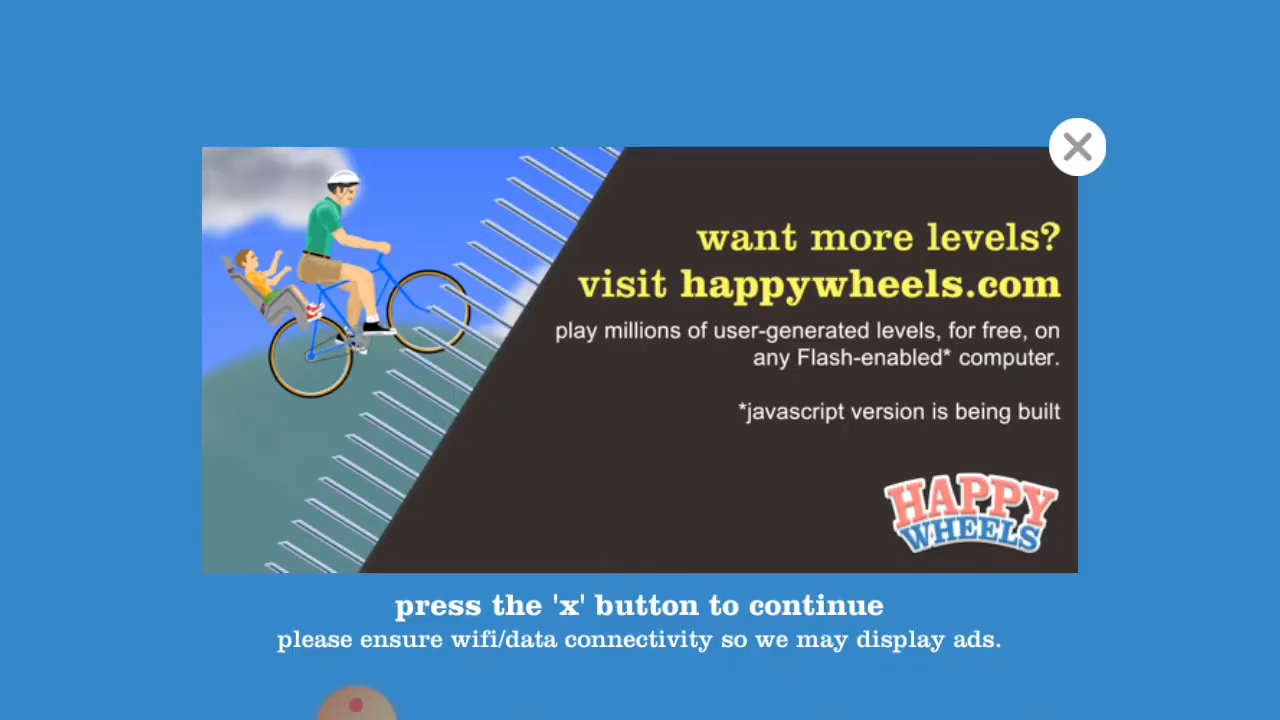 want more levels?
visit happywheels.com
play millions of user-generated levels, for free, on
any Flash-enabled* computer.
*javascript version is being built
HAPPY
WHEELS
press the 'x' button to continue
please ensure wifi/data connectivity so we may display ads.